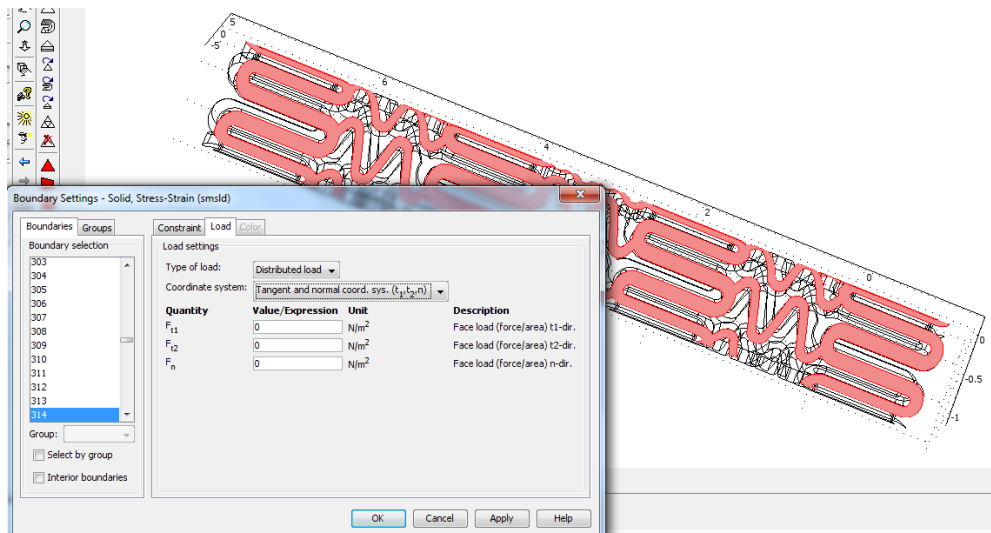 5
0
-5
6
4
2
0
0
-0.5
-1
Boundary Settings - Solid, Stress-Strain (smsld)
Boundaries Groups
Boundary selection
303
304
305
306
307
308
309
310
311
312
313
314
Group:
Select by group
Interior boundaries
Constraint Load Color
Load settings
Type of load: Distributed load
Coordinate system: Tangent and normal coord. sys. (t1,t2,n)
Quantity Value/Expression Unit Description
Ft1 0 N/m2 Face load (force/area) t1-dir.
Ft2 0 N/m2 Face load (force/area) t2-dir.
Fn 0 N/m2 Face load (force/area) n-dir.
OK Cancel Apply Help